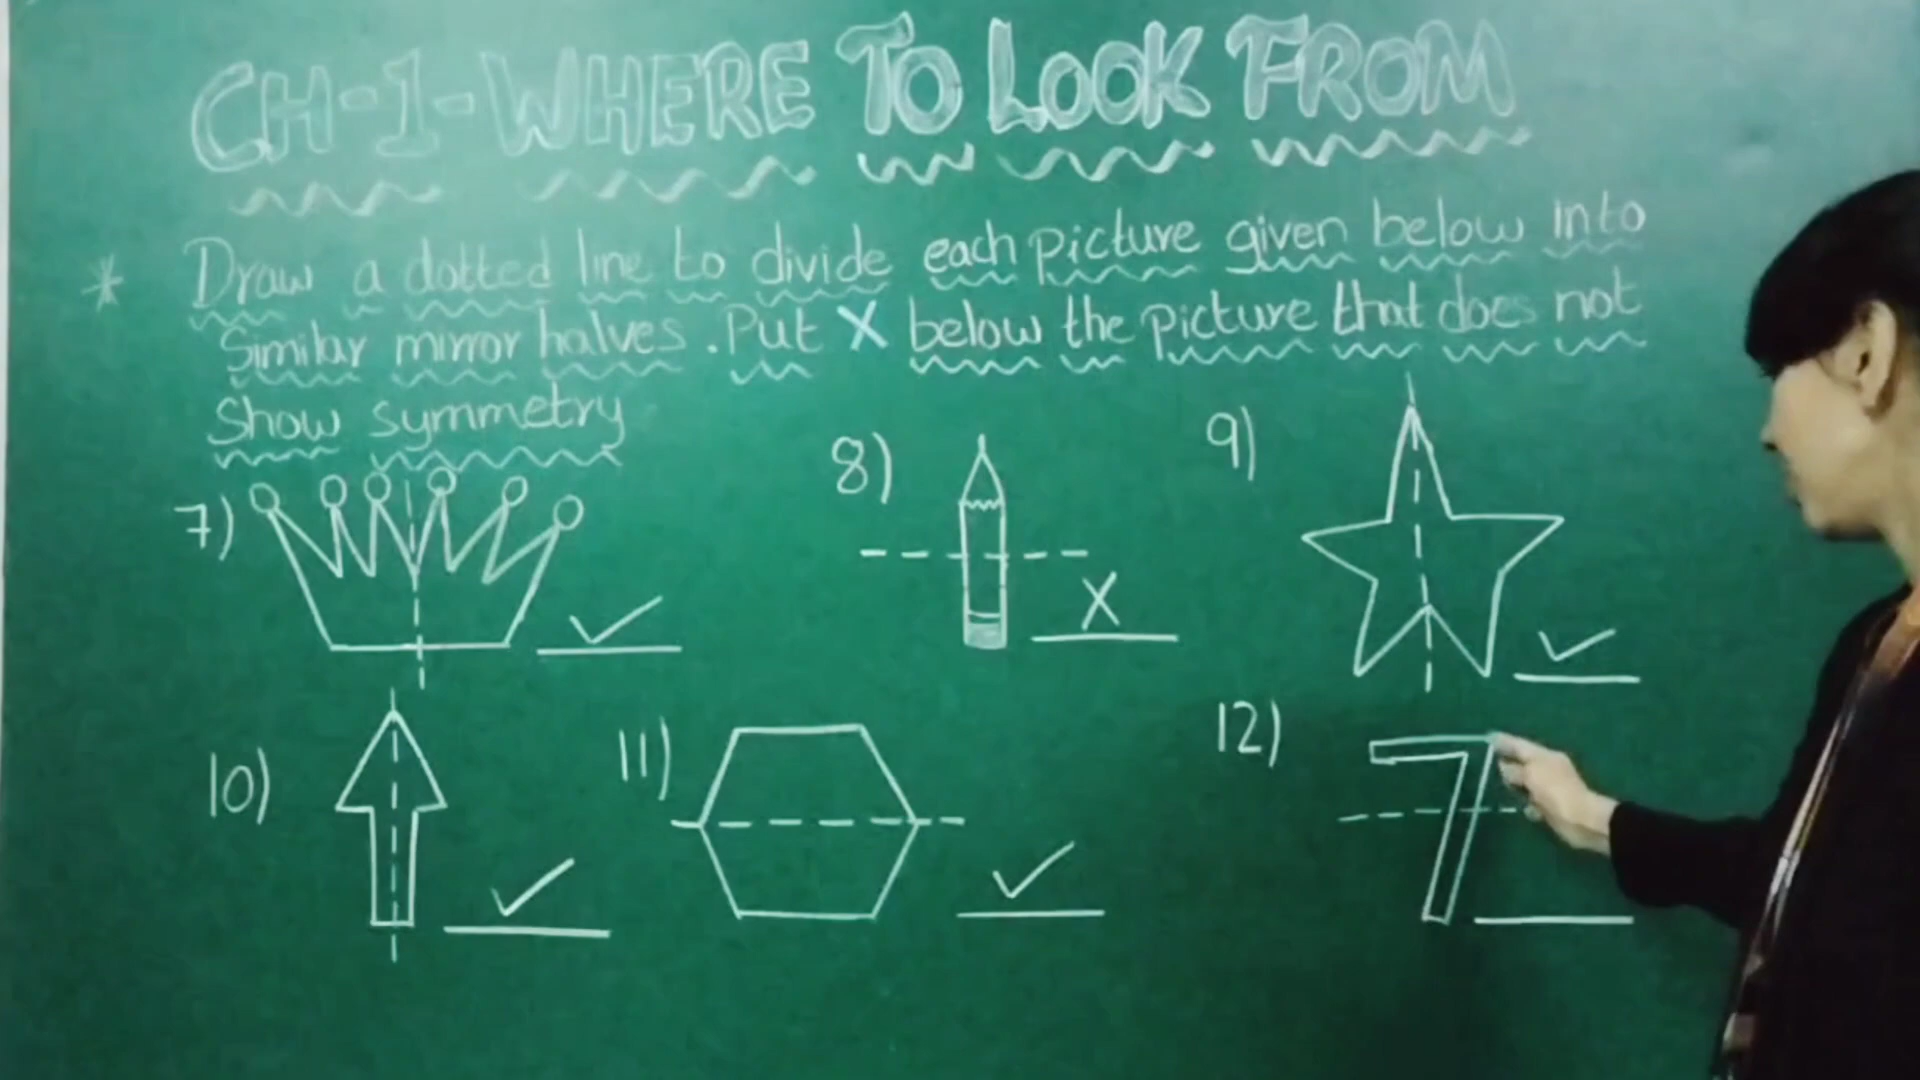 CH-1-WHERE TO LOOK FROM
* Draw a dotted line to divide each picture given below into
Similar mirror halves. Put X below the picture that does not
Show symmetry
7) ✓
8) X
9) ✓
10) ✓
11) ✓
12) 7